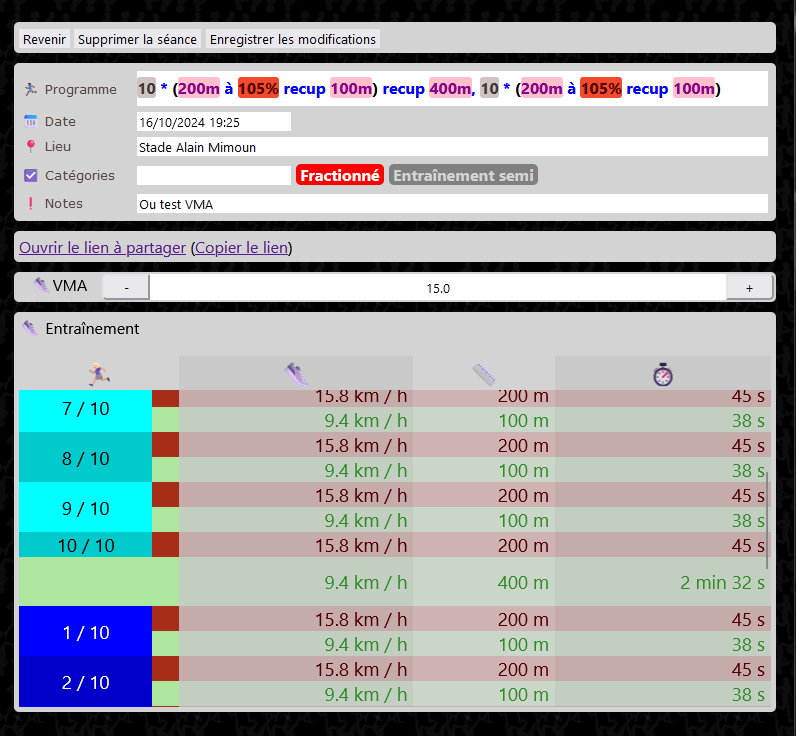 Revenir Supprimer la séance Enregistrer les modifications
Programme 10 * (200m à 105% recup 100m) recup 400m, 10 * (200m à 105% recup 100m)
Date 16/10/2024 19:25
Lieu Stade Alain Mimoun
Catégories Fractionné Entraînement semi
Notes Ou test VMA
Ouvrir le lien à partager (Copier le lien)
VMA - 15.0 +
Entraînement
7 / 10 15.8 km / h 200 m 45 s
9.4 km / h 100 m 38 s
8 / 10 15.8 km / h 200 m 45 s
9.4 km / h 100 m 38 s
9 / 10 15.8 km / h 200 m 45 s
9.4 km / h 100 m 38 s
10 / 10 15.8 km / h 200 m 45 s
9.4 km / h 400 m 2 min 32 s
1 / 10 15.8 km / h 200 m 45 s
9.4 km / h 100 m 38 s
2 / 10 15.8 km / h 200 m 45 s
9.4 km / h 100 m 38 s